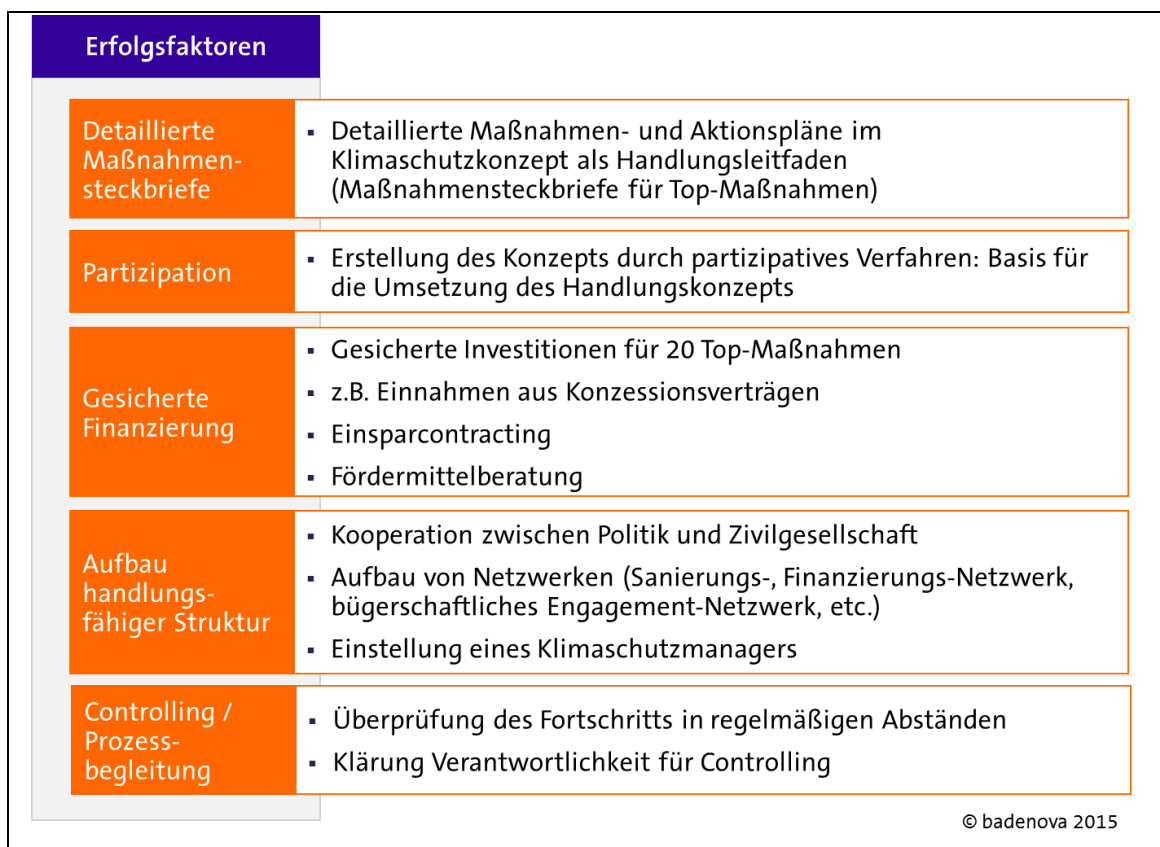 Erfolgsfaktoren
Detaillierte
Maßnahmen-
steckbriefe
▪ Detaillierte Maßnahmen- und Aktionspläne im
Klimaschutzkonzept als Handlungsleitfaden
(Maßnahmensteckbriefe für Top-Maßnahmen)
Partizipation
▪ Erstellung des Konzepts durch partizipatives Verfahren: Basis für
die Umsetzung des Handlungskonzepts
Gesicherte
Finanzierung
▪ Gesicherte Investitionen für 20 Top-Maßnahmen
▪ z.B. Einnahmen aus Konzessionsverträgen
▪ Einsparcontracting
▪ Fördermittelberatung
Aufbau
handlungs-
fähiger Struktur
▪ Kooperation zwischen Politik und Zivilgesellschaft
▪ Aufbau von Netzwerken (Sanierungs-, Finanzierungs-Netzwerk,
bügerschaftliches Engagement-Netzwerk, etc.)
▪ Einstellung eines Klimaschutzmanagers
Controlling /
Prozess-
begleitung
▪ Überprüfung des Fortschritts in regelmäßigen Abständen
▪ Klärung Verantwortlichkeit für Controlling
© badenova 2015